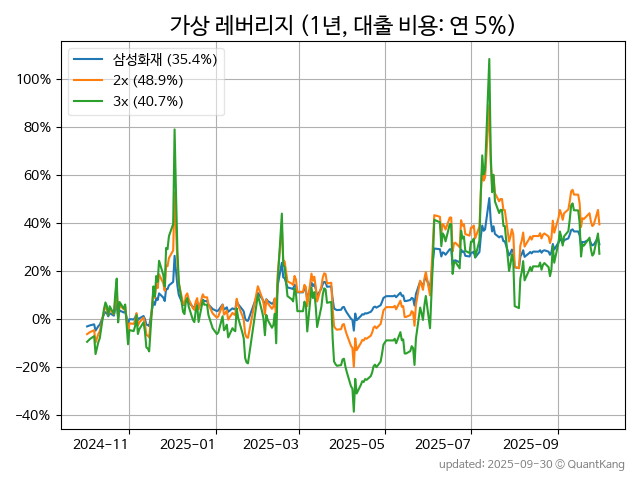 가상 레버리지 (1년, 대출 비용: 연 5%)
삼성화재 (35.4%)
2x (48.9%)
3x (40.7%)
100%
80%
60%
40%
20%
0%
−20%
−40%
2024-11
2025-01
2025-03
2025-05
2025-07
2025-09
updated: 2025-09-30 © QuantKang